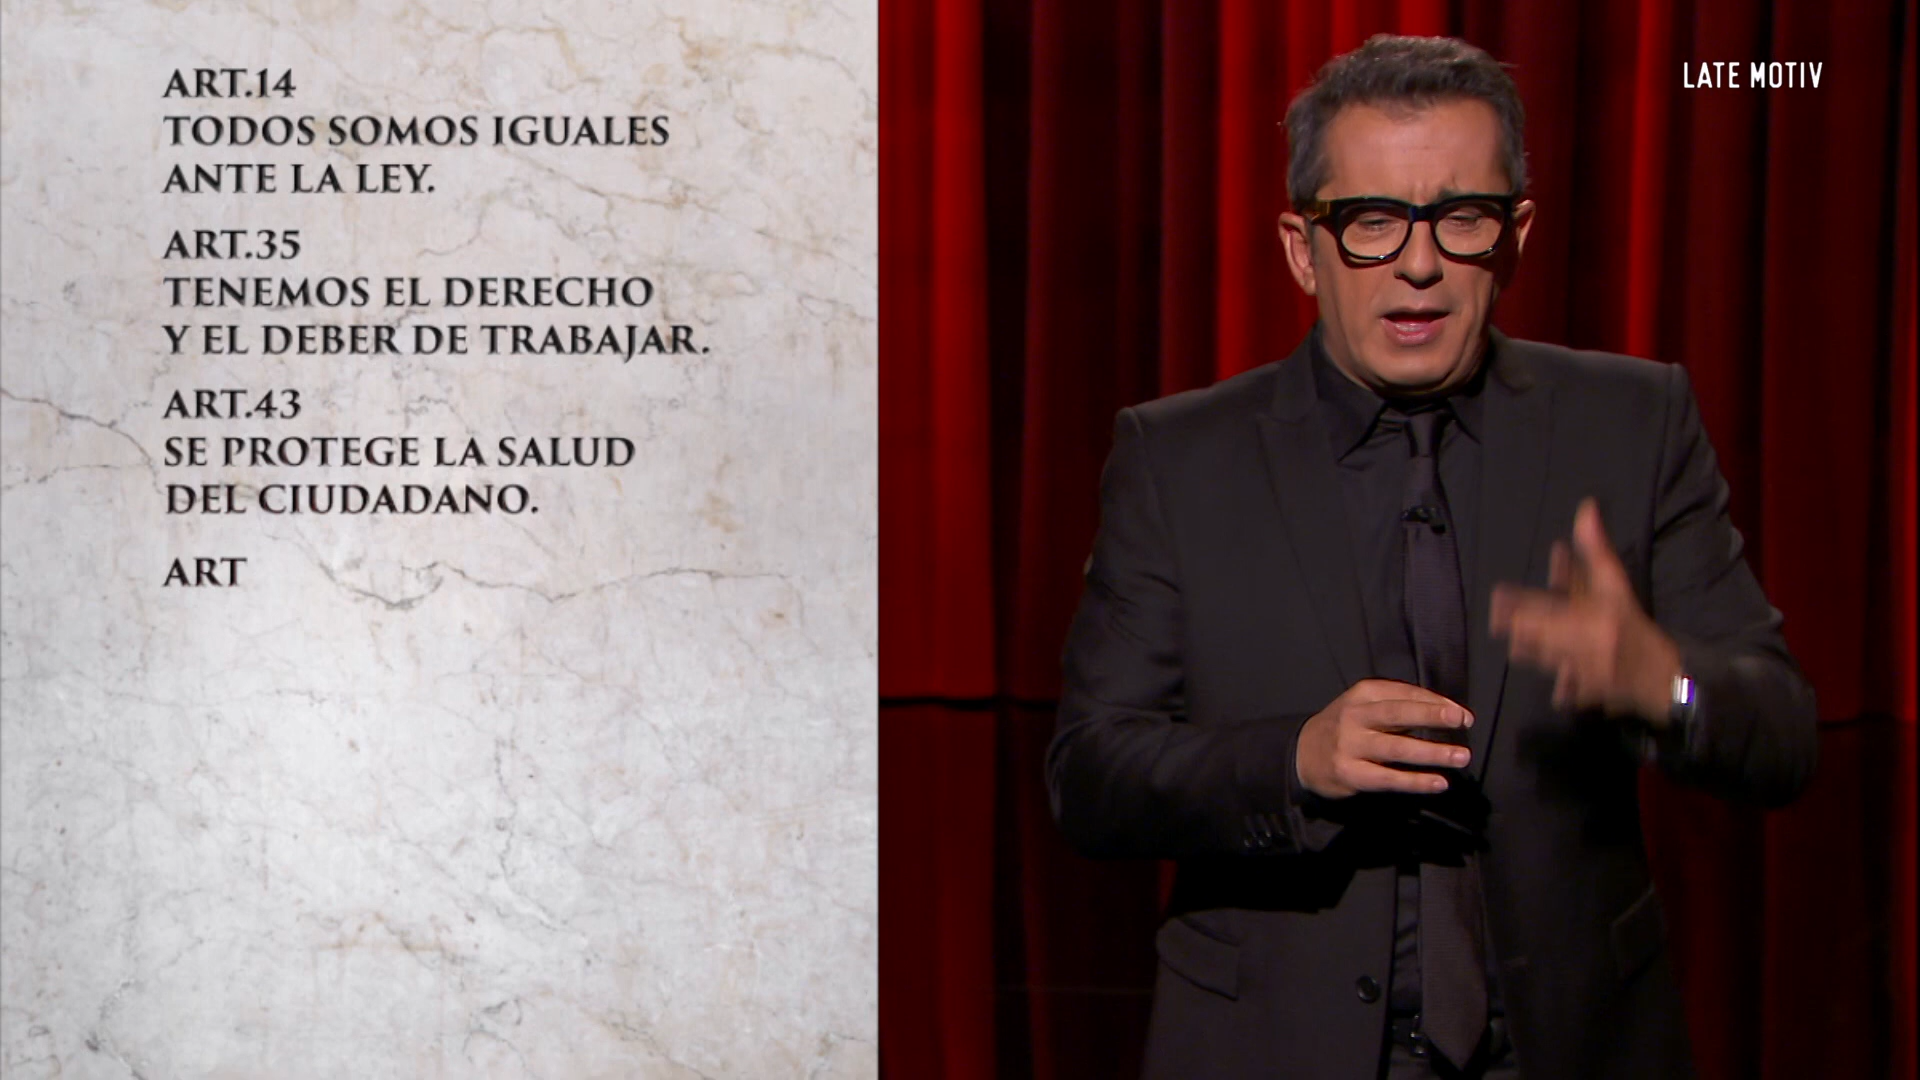 ART.14
TODOS SOMOS IGUALES
ANTE LA LEY.
ART.35
TENEMOS EL DERECHO
Y EL DEBER DE TRABAJAR.
ART.43
SE PROTEGE LA SALUD
DEL CIUDADANO.
ART
LATE MOTIV